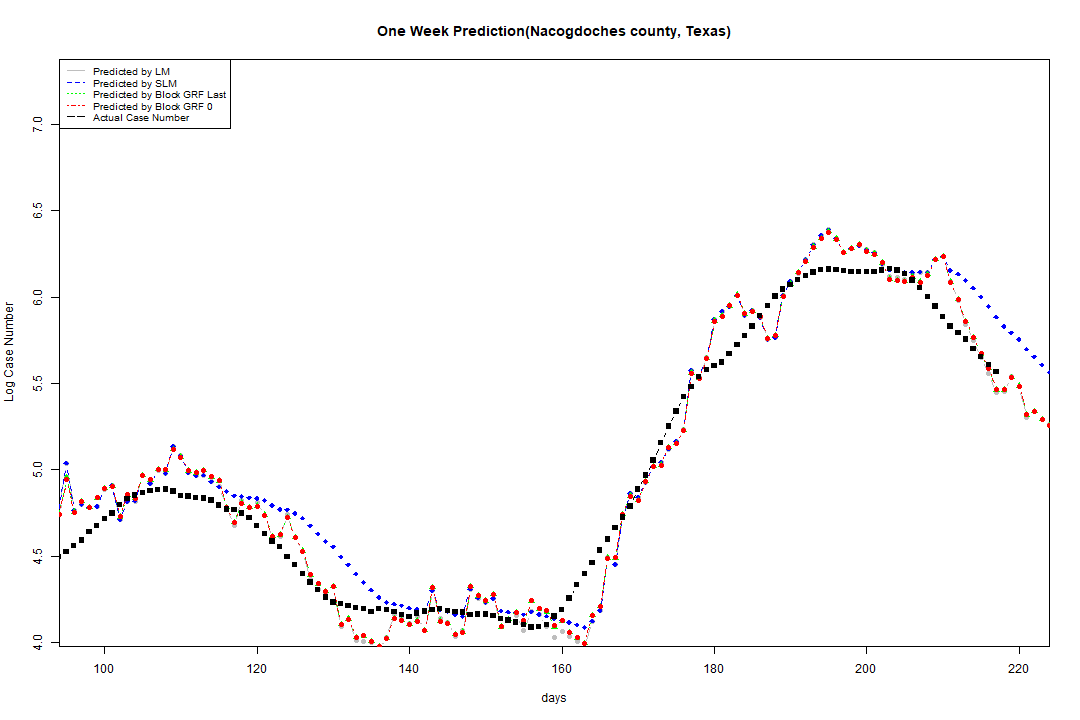 One Week Prediction(Nacogdoches county, Texas)
Predicted by LM
Predicted by SLM
Predicted by Block GRF Last
Predicted by Block GRF 0
Actual Case Number
Log Case Number
7.0
6.5
6.0
5.5
5.0
4.5
4.0
100 120 140 160 180 200 220
days